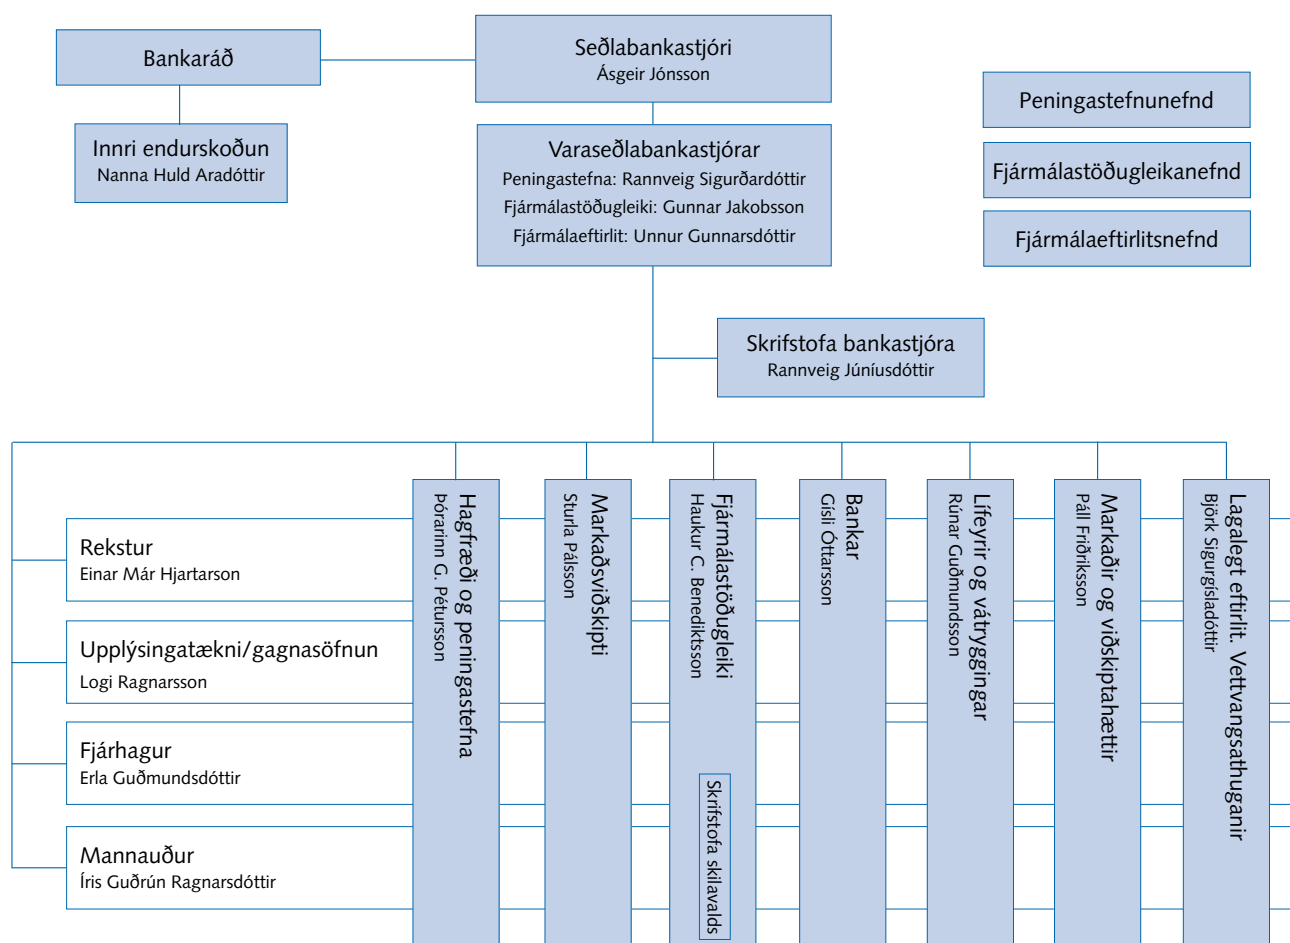 Bankaráð
Seðlabankastjóri
Ásgeir Jónsson
Innri endurskoðun
Nanna Huld Aradóttir
Varaseðlabankastjórar
Peningastefna: Rannveig Sigurðardóttir
Fjármálastöðugleiki: Gunnar Jakobsson
Fjármálaeftirlit: Unnur Gunnarsdóttir
Peningastefnunefnd
Fjármálastöðugleikanefnd
Fjármálaeftirlitsnefnd
Skrifstofa bankastjóra
Rannveig Júníusdóttir
Rekstur
Einar Már Hjartarson
Upplýsingatækni/gagnasöfnun
Logi Ragnarsson
Fjárhagur
Erla Guðmundsdóttir
Mannauður
Íris Guðrún Ragnarsdóttir
Hagfræði og peningastefna
Þórarinn G. Pétursson
Markaðsviðskipti
Sturla Pálsson
Fjármálastöðugleiki
Haukur C. Benediktsson
Skrifstofa skilavalds
Bankar
Gísli Óttarsson
Lífeyrir og vátryggingar
Rúnar Guðmundsson
Markaðir og viðskiptahættir
Páll Friðriksson
Lagalegt eftirlit. Vettvangsathuganir
Björk Sigurgísladóttir